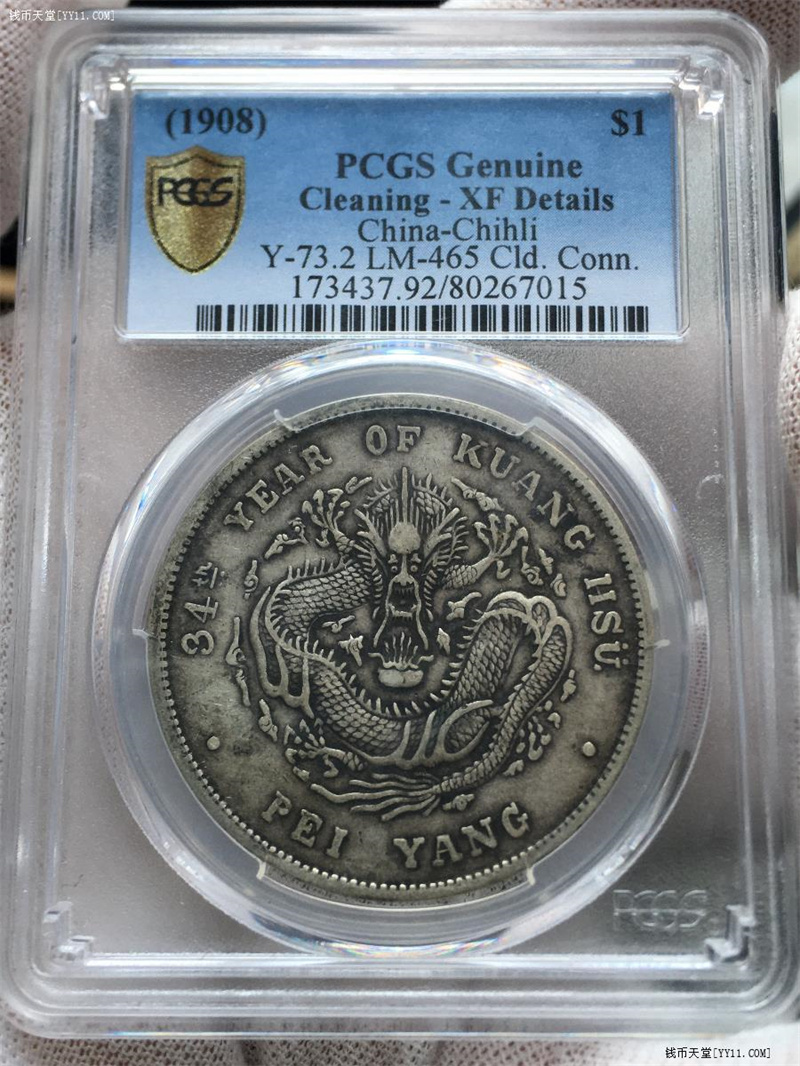 钱币天堂[YY11.COM]
(1908) $1
PCGS Genuine
PCGS
Cleaning - XF Details
China-Chihli
Y-73.2 LM-465 Cld. Conn.
173437.92/80267015
34TH YEAR OF KUANG HSÜ
PEI YANG
PCGS
钱币天堂[YY11.COM]